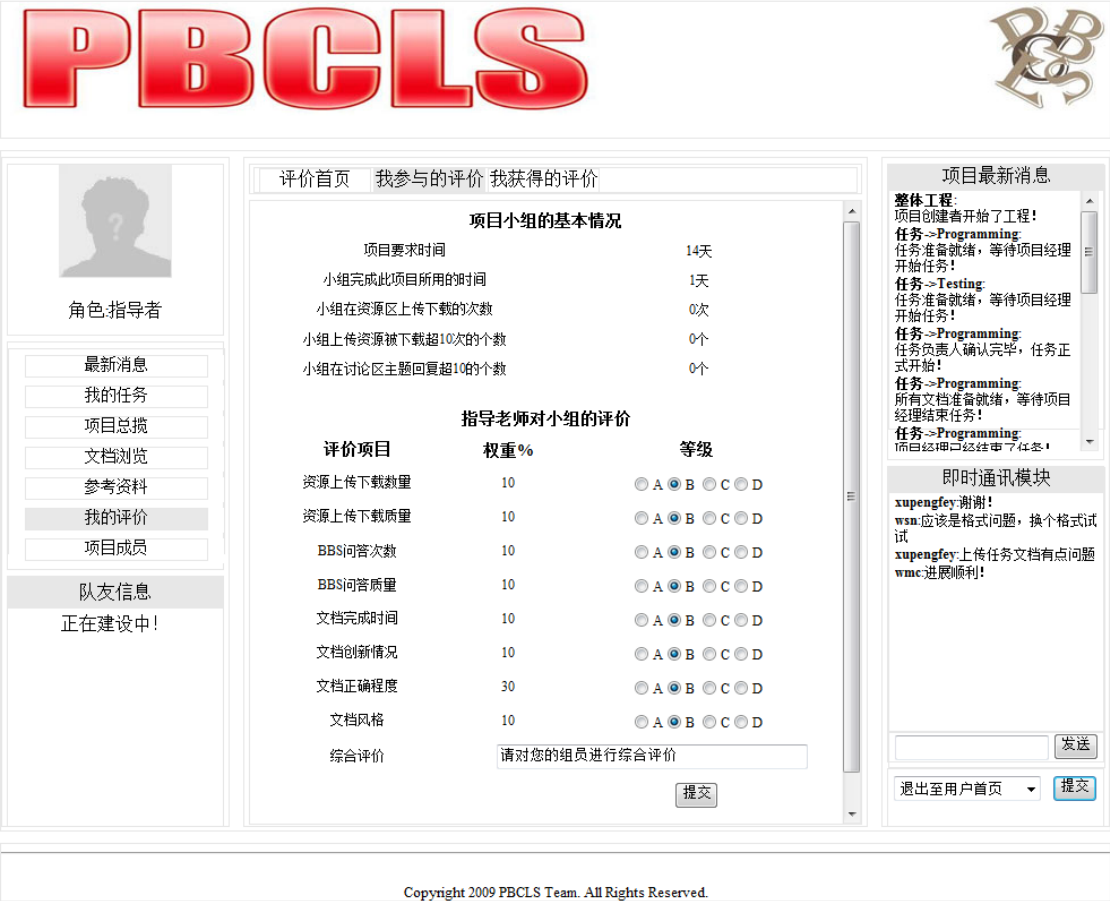 PBCLS
PBCLS
?
角色:指导者
最新消息
我的任务
项目总揽
文档浏览
参考资料
我的评价
项目成员
队友信息
正在建设中!
评价首页 我参与的评价 我获得的评价
项目小组的基本情况
项目要求时间 14天
小组完成此项目所用的时间 1天
小组在资源区上传下载的次数 0次
小组上传资源被下载超10次的个数 0个
小组在讨论区主题回复超10的个数 0个
指导老师对小组的评价
评价项目 权重% 等级
资源上传下载数量 10 A B C D
资源上传下载质量 10 A B C D
BBS问答次数 10 A B C D
BBS问答质量 10 A B C D
文档完成时间 10 A B C D
文档创新情况 10 A B C D
文档正确程度 30 A B C D
文档风格 10 A B C D
综合评价 请对您的组员进行综合评价
提交
项目最新消息
整体工程:
项目创建者开始了工程!
任务->Programming:
任务准备就绪，等待项目经理
开始任务!
任务->Testing:
任务准备就绪，等待项目经理
开始任务!
任务->Programming:
任务负责人确认完毕，任务正
式开始!
任务->Programming:
所有文档准备就绪，等待项目
经理结束任务!
任务->Programming:
项目经理已经结束了任务!
即时通讯模块
xupengfey:谢谢!
wsn:应该是格式问题，换个格式试
试
xupengfey:上传任务文档有点问题
wmc:进展顺利!
发送
退出至用户首页 提交
Copyright 2009 PBCLS Team. All Rights Reserved.